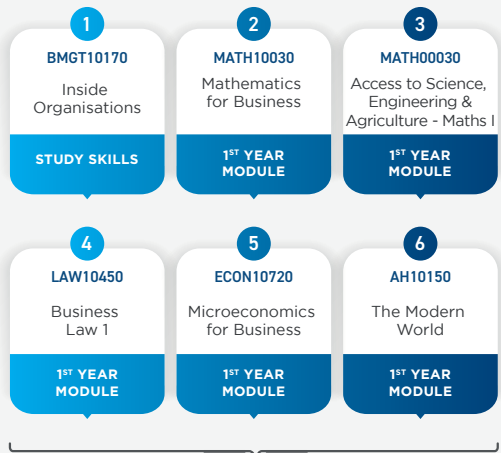 1
BMGT10170
Inside
Organisations
STUDY SKILLS
2
MATH10030
Mathematics
for Business
1ST YEAR
MODULE
3
MATH00030
Access to Science,
Engineering &
Agriculture - Maths I
1ST YEAR
MODULE
4
LAW10450
Business
Law 1
1ST YEAR
MODULE
5
ECON10720
Microeconomics
for Business
1ST YEAR
MODULE
6
AH10150
The Modern
World
1ST YEAR
MODULE